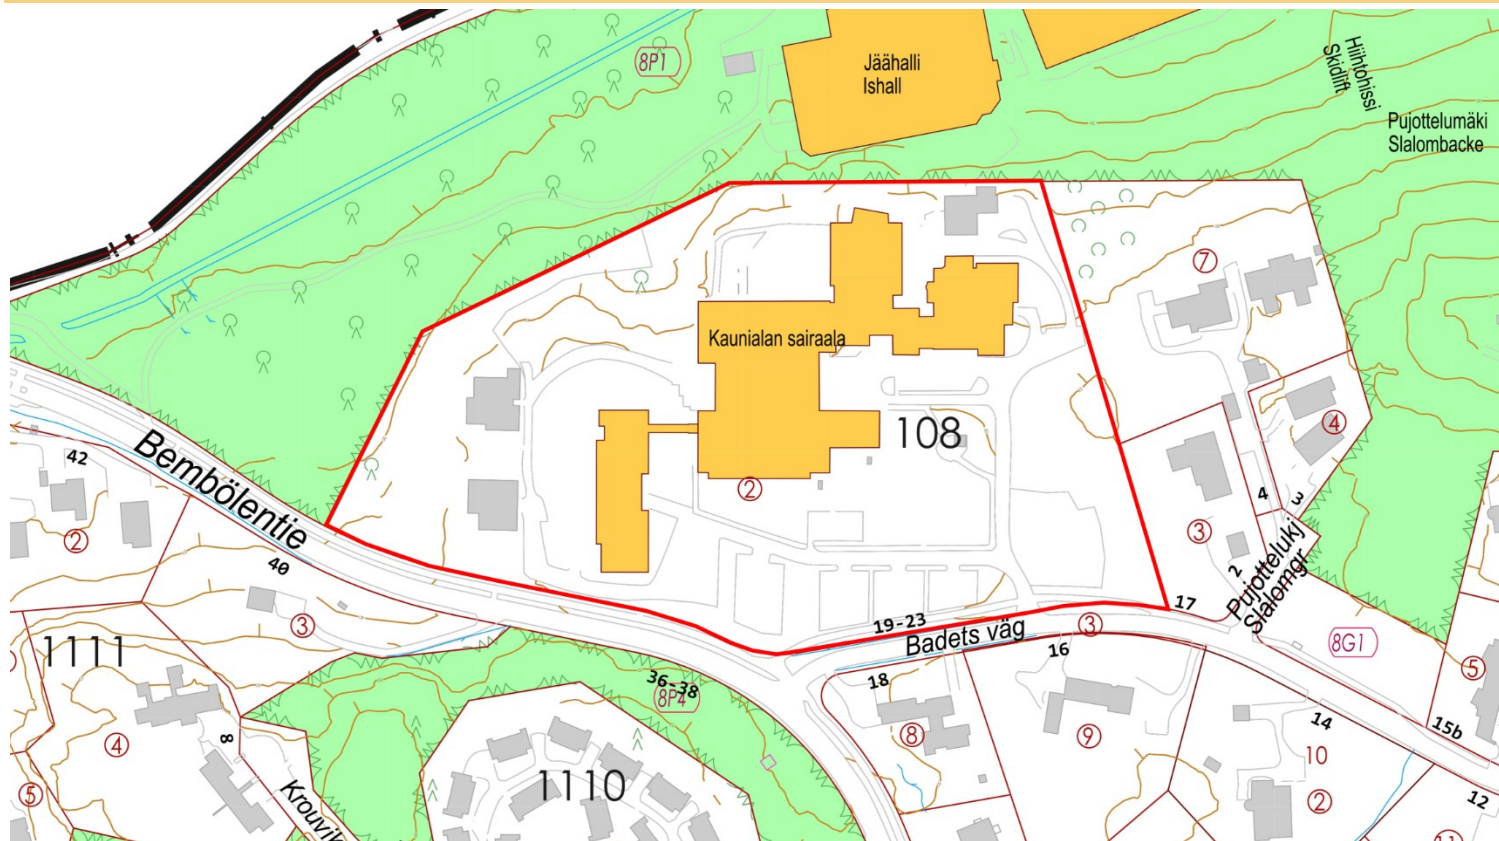 8P1
Jäähalli
Ishall
Hiihtohissi
Skidlift
Pujottelumäki
Slalombacke
7
Kaunialan sairaala
108
4
Bembölentie
42
2
2
3
4
3
40
2
Pujottelukj
Slalomgr
17
19-23
Badets väg
3
3
16
8G1
5
1111
18
36-38
8P4
8
4
8
9
14
15b
10
5
1110
Krouvik
2
12